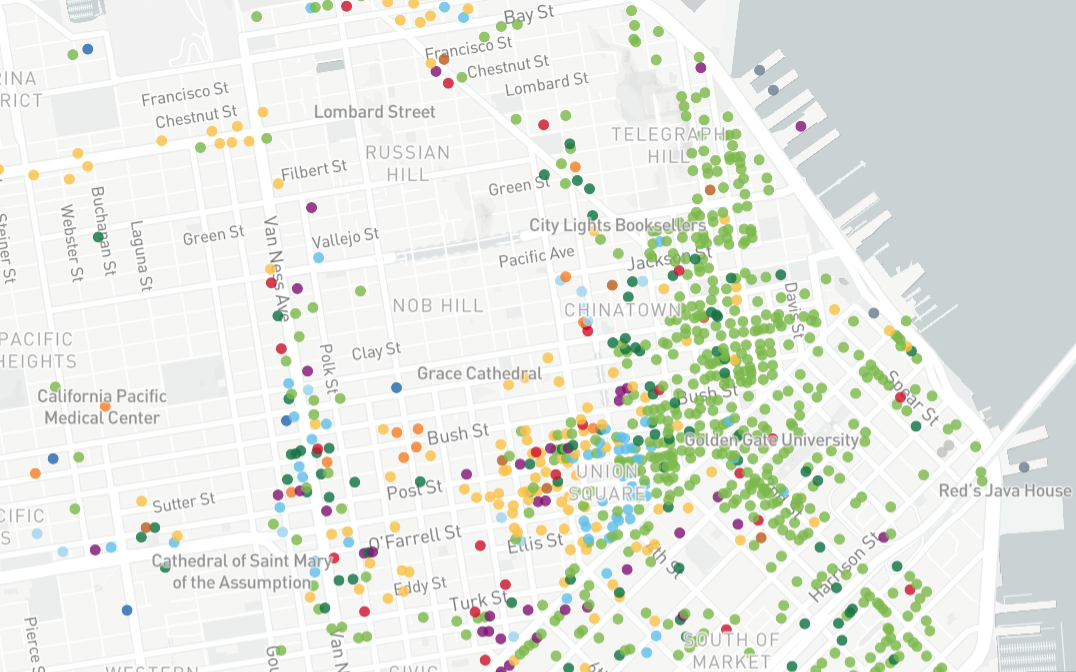 Bay St
Francisco St
Chestnut St
Lombard St
RINA
RICT
Francisco St
Chestnut St
Lombard Street
TELEGRAPH
HILL
RUSSIAN
HILL
Filbert St
Green St
Buchanan St
Webster St
Steiner St
Laguna St
Green St
Van Ness Ave
Vallejo St
City Lights Booksellers
Pacific Ave
Jackson St
NOB HILL
CHINATOWN
Davis St
PACIFIC
HEIGHTS
Polk St
Clay St
Grace Cathedral
California Pacific
Medical Center
Bush St
Spear St
Bush St
Golden Gate University
UNION
SQUARE
Post St
Red's Java House
Sutter St
CIFIC
S
O'Farrell St
Ellis St
Cathedral of Saint Mary
of the Assumption
4th St
Harrison St
Eddy St
Turk St
Pierce S
Gou
Van N
SOUTH OF
MARKET
WESTERN
CIVIC